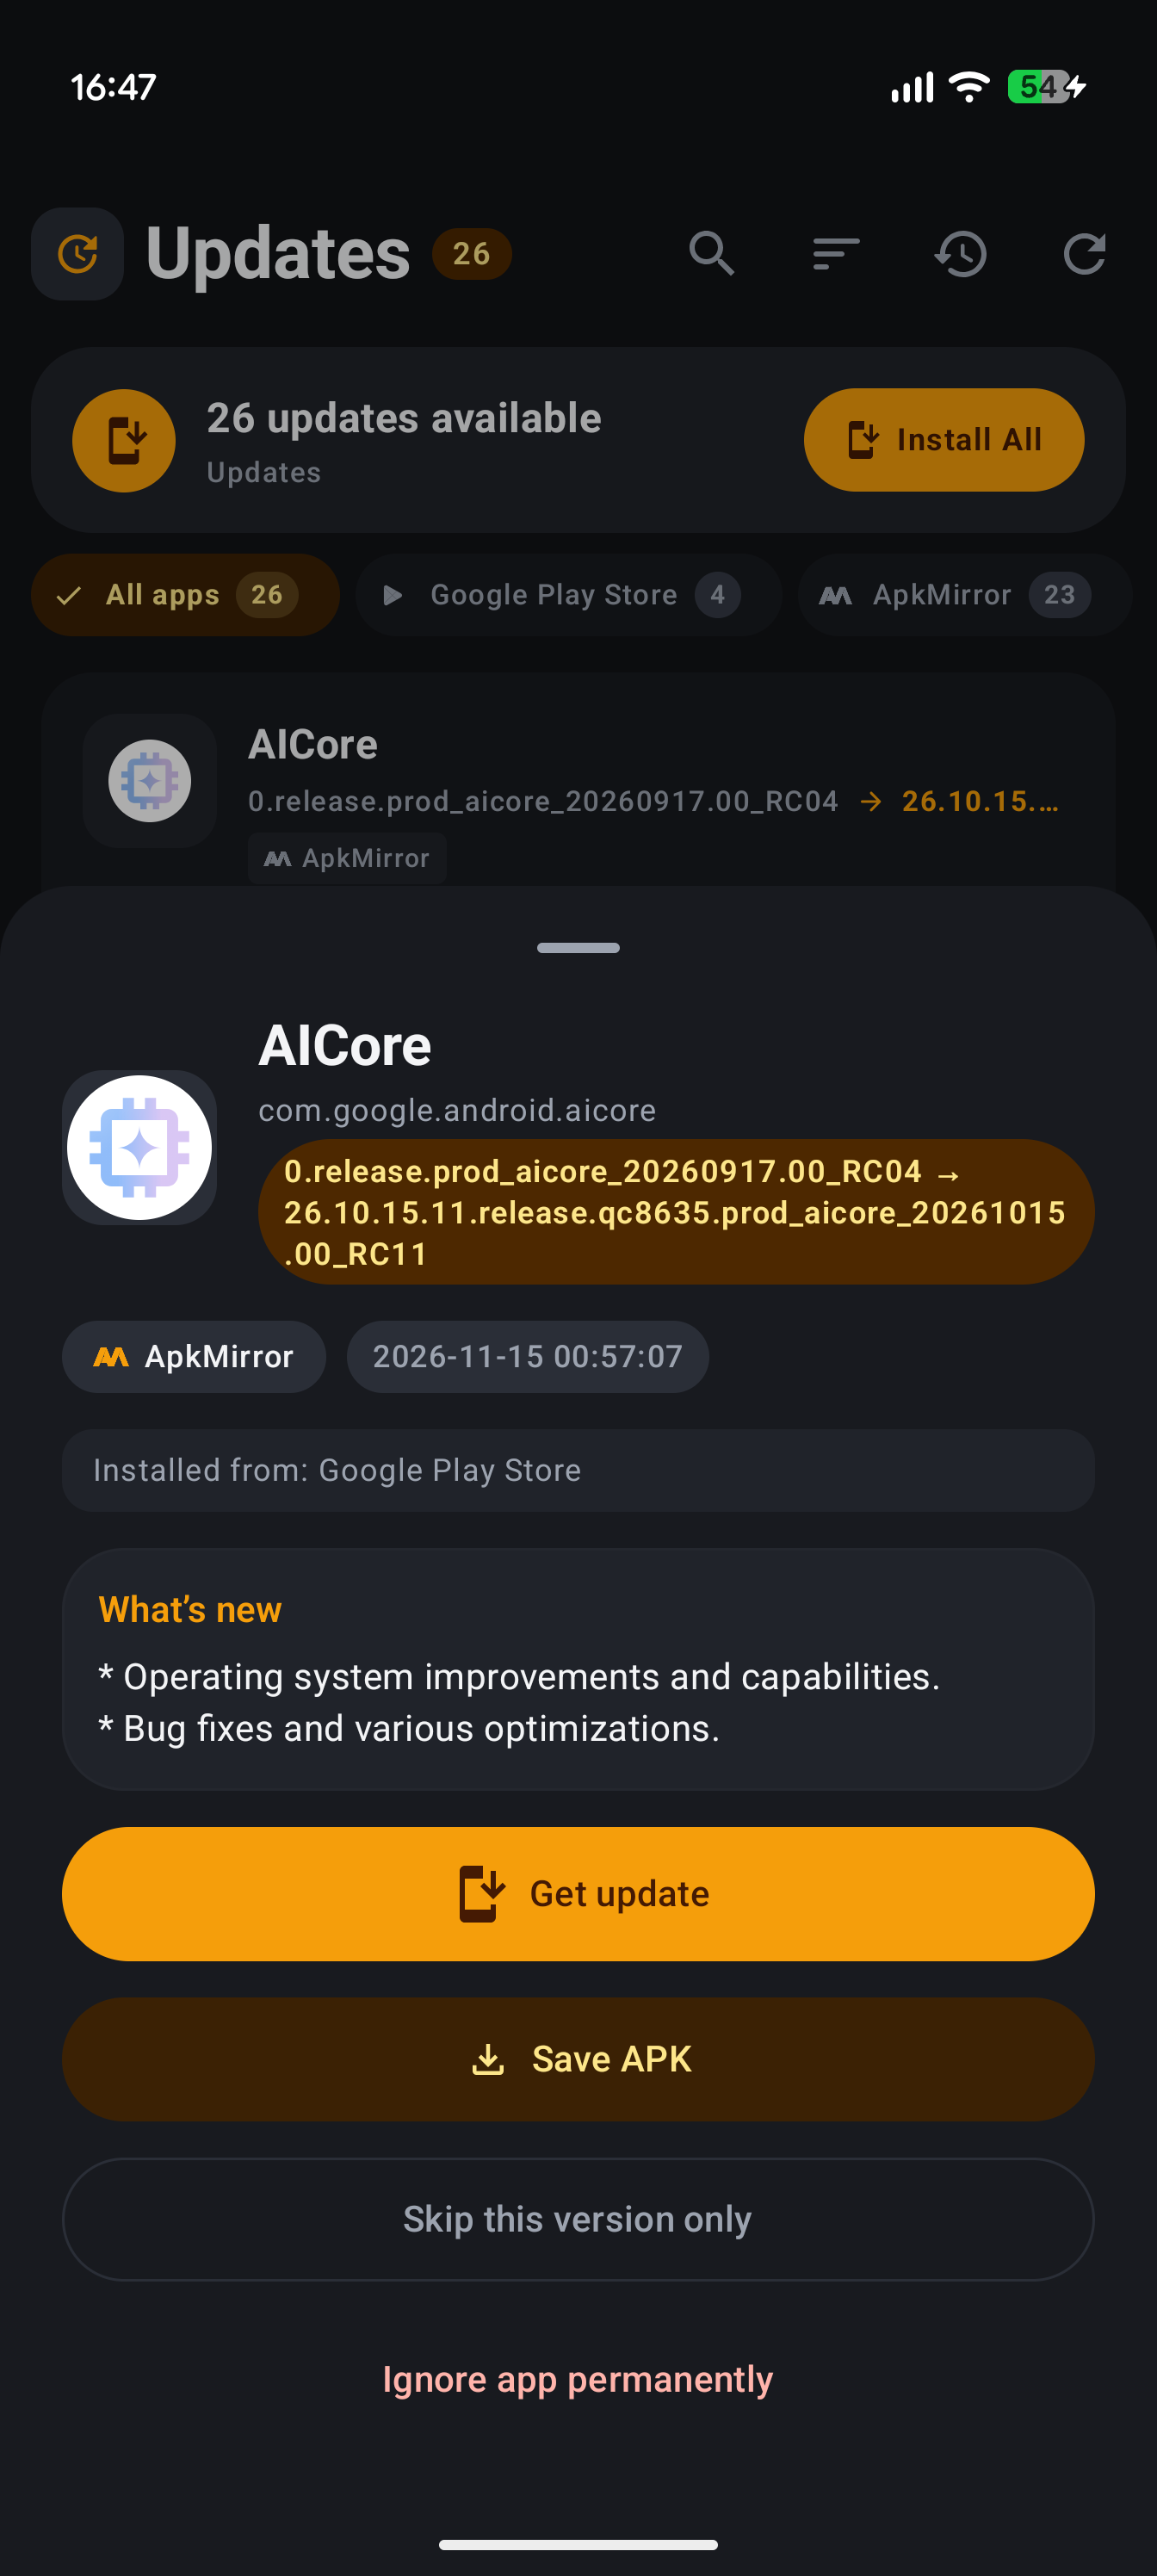 16:47
54
Updates 26
26 updates available
Updates
Install All
All apps 26
Google Play Store 4
ApkMirror 23
AICore
0.release.prod_aicore_20260917.00_RC04 → 26.10.15....
ApkMirror
AICore
com.google.android.aicore
0.release.prod_aicore_20260917.00_RC04 →
26.10.15.11.release.qc8635.prod_aicore_20261015
.00_RC11
ApkMirror
2026-11-15 00:57:07
Installed from: Google Play Store
What’s new
* Operating system improvements and capabilities.
* Bug fixes and various optimizations.
Get update
Save APK
Skip this version only
Ignore app permanently